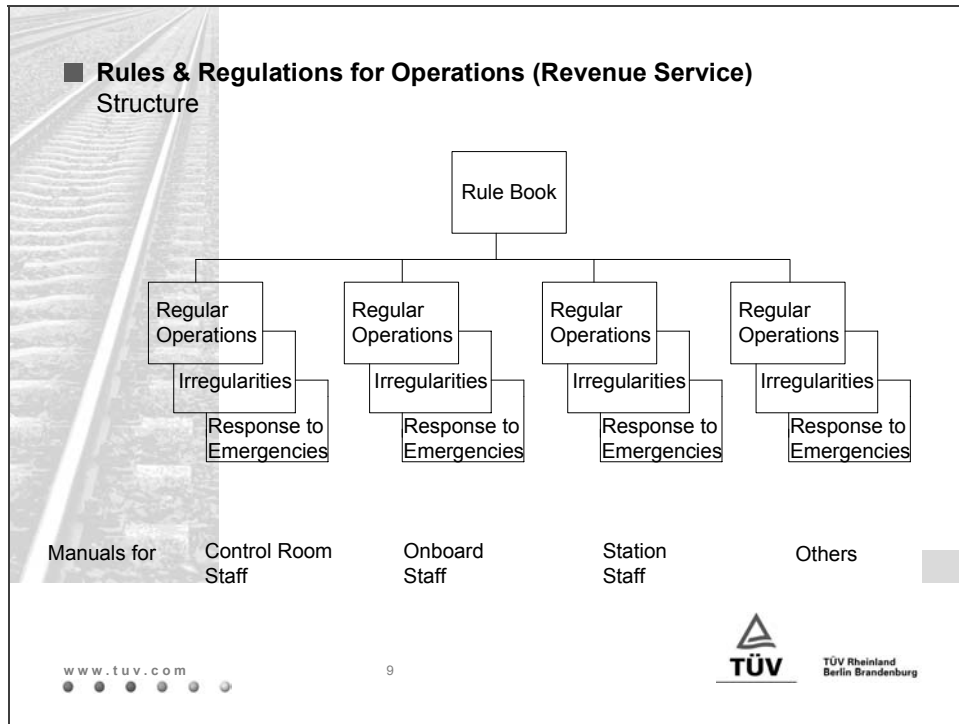 Rules & Regulations for Operations (Revenue Service)
Structure
Rule Book
Regular
Operations
Irregularities
Response to
Emergencies
Regular
Operations
Irregularities
Response to
Emergencies
Regular
Operations
Irregularities
Response to
Emergencies
Regular
Operations
Irregularities
Response to
Emergencies
Manuals for
Control Room
Staff
Onboard
Staff
Station
Staff
Others
www.tuv.com
9
TÜV
TÜV Rheinland
Berlin Brandenburg